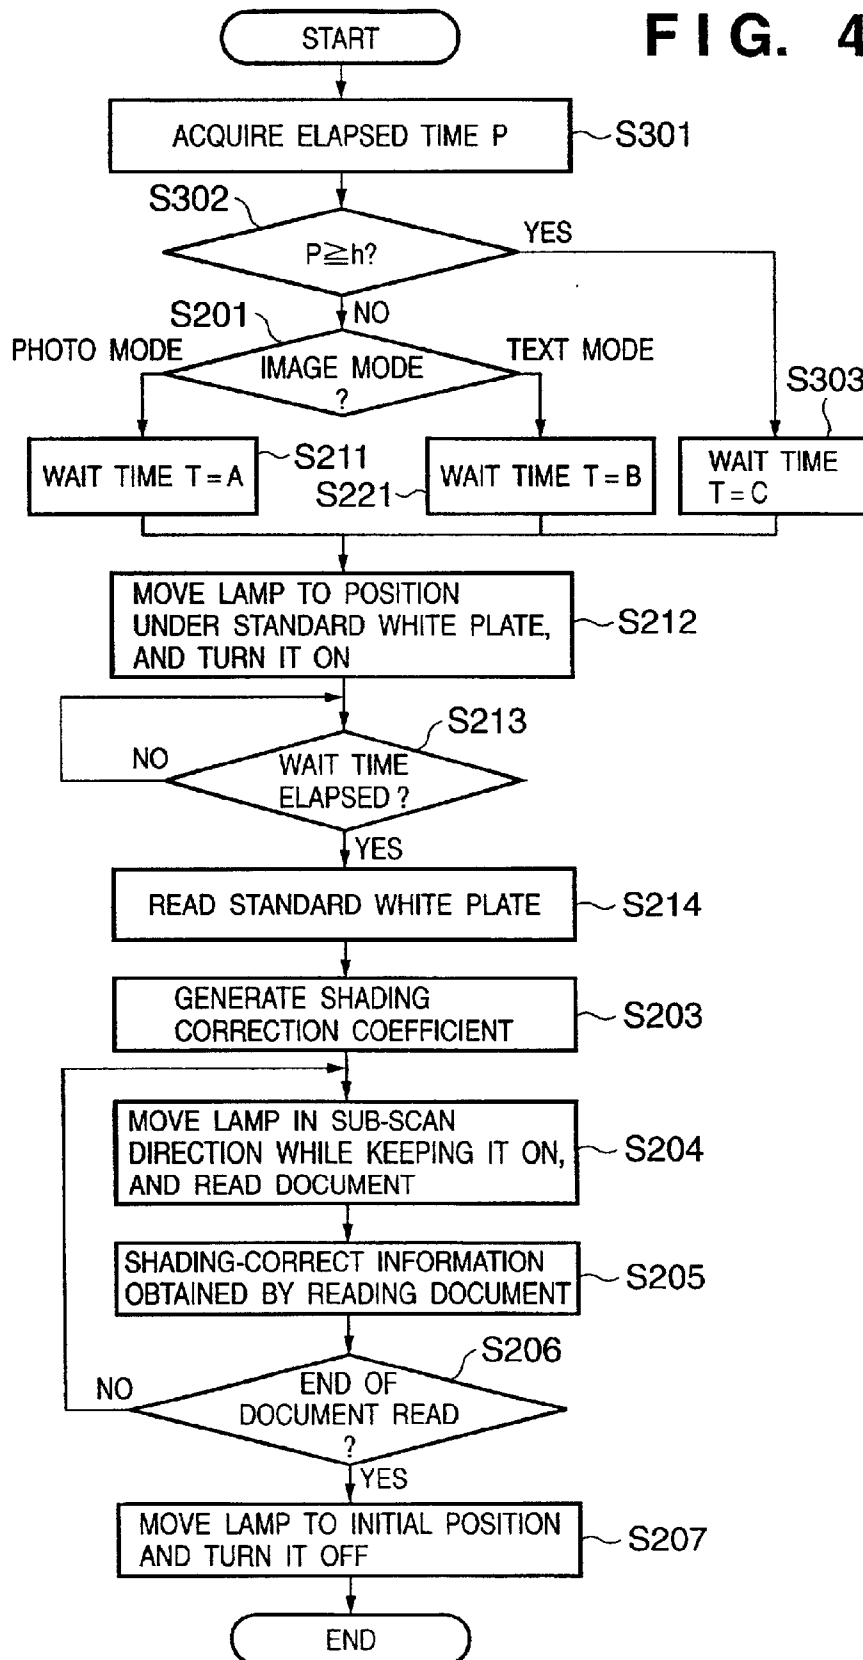 FIG. 4
START
ACQUIRE ELAPSED TIME P
S301
S302
P≧h?
YES
NO
S201
PHOTO MODE
IMAGE MODE
?
TEXT MODE
S303
WAIT TIME T=A
S211
S221
WAIT TIME T=B
WAIT TIME
T=C
MOVE LAMP TO POSITION
UNDER STANDARD WHITE PLATE,
AND TURN IT ON
S212
S213
NO
WAIT TIME
ELAPSED?
YES
READ STANDARD WHITE PLATE
S214
GENERATE SHADING
CORRECTION COEFFICIENT
S203
MOVE LAMP IN SUB-SCAN
DIRECTION WHILE KEEPING IT ON,
AND READ DOCUMENT
S204
SHADING-CORRECT INFORMATION
OBTAINED BY READING DOCUMENT
S205
S206
NO
END OF
DOCUMENT READ
?
YES
MOVE LAMP TO INITIAL POSITION
AND TURN IT OFF
S207
END